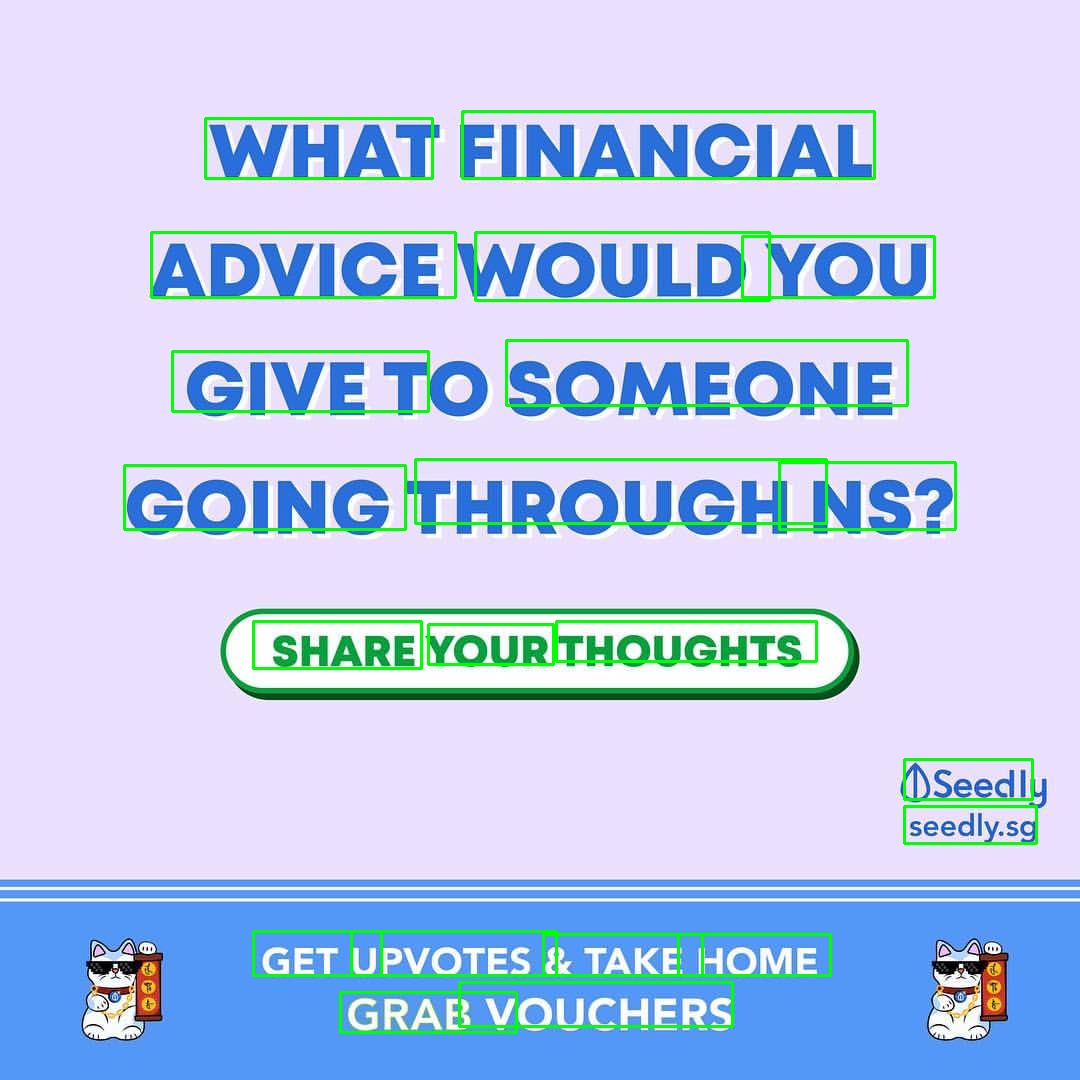 WHAT FINANCIAL
ADVICE WOULD YOU
GIVE TO SOMEONE
GOING THROUGH NS?
SHARE YOUR THOUGHTS
Seedly
seedly.sg
GET UPVOTES & TAKE HOME
GRAB VOUCHERS